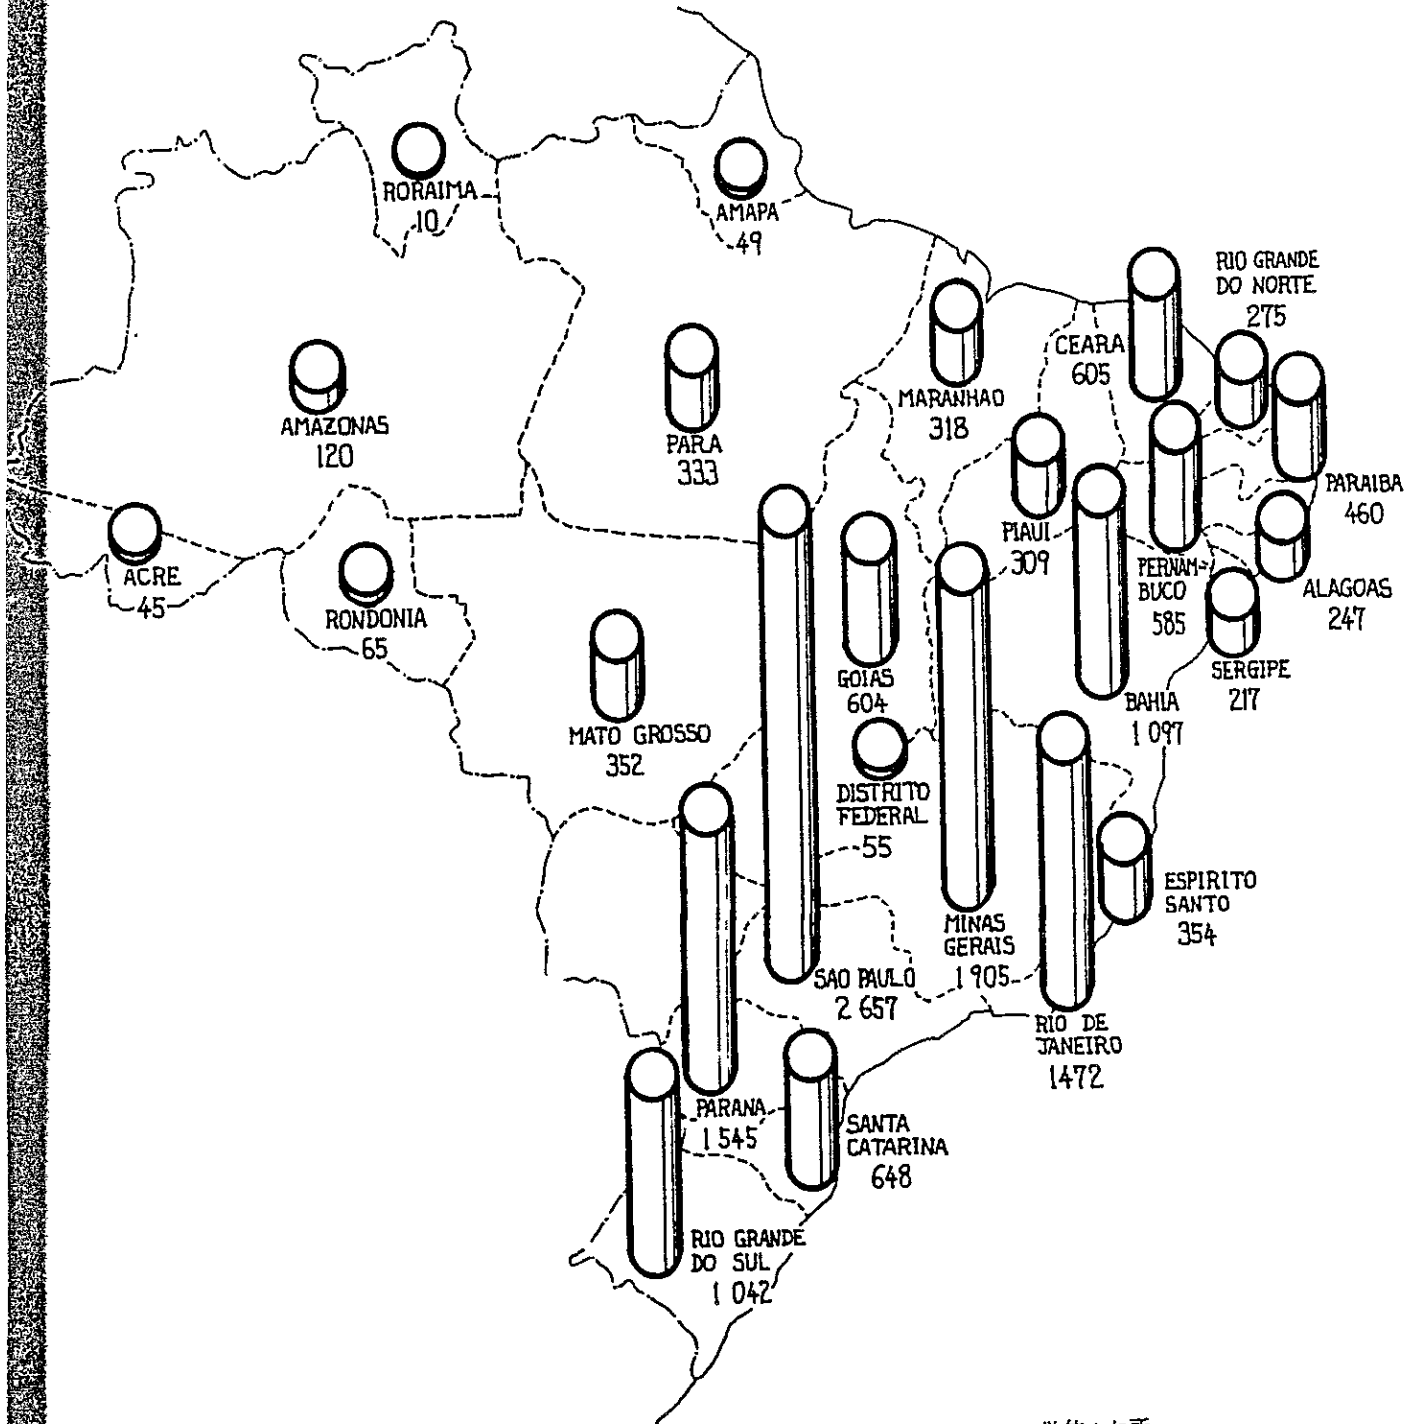 RORAIMA
10
AMAPA
49
RIO GRANDE
DO NORTE
275
CEARA
605
MARANHAO
318
AMAZONAS
120
PARA
333
PARAIBA
460
PIAUI
309
PERNAM-
BUCO
585
ALAGOAS
247
ACRE
45
RONDONIA
65
SERGIPE
217
GOIAS
604
BAHIA
1 097
MATO GROSSO
352
DISTRITO
FEDERAL
55
ESPIRITO
SANTO
354
MINAS
GERAIS
1 905
SAO PAULO
2 657
RIO DE
JANEIRO
1472
PARANA
1 545
SANTA
CATARINA
648
RIO GRANDE
DO SUL
1 042